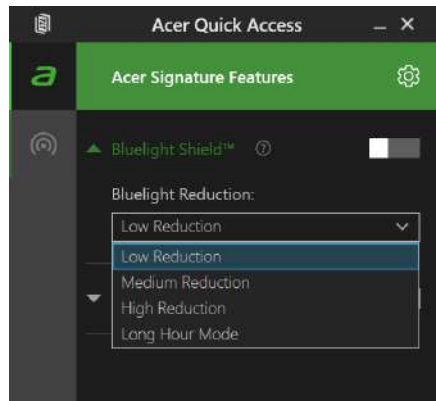 Acer Quick Access
a
Acer Signature Features
Bluelight Shield™ ?
Bluelight Reduction:
Low Reduction
Low Reduction
Medium Reduction
High Reduction
Long Hour Mode